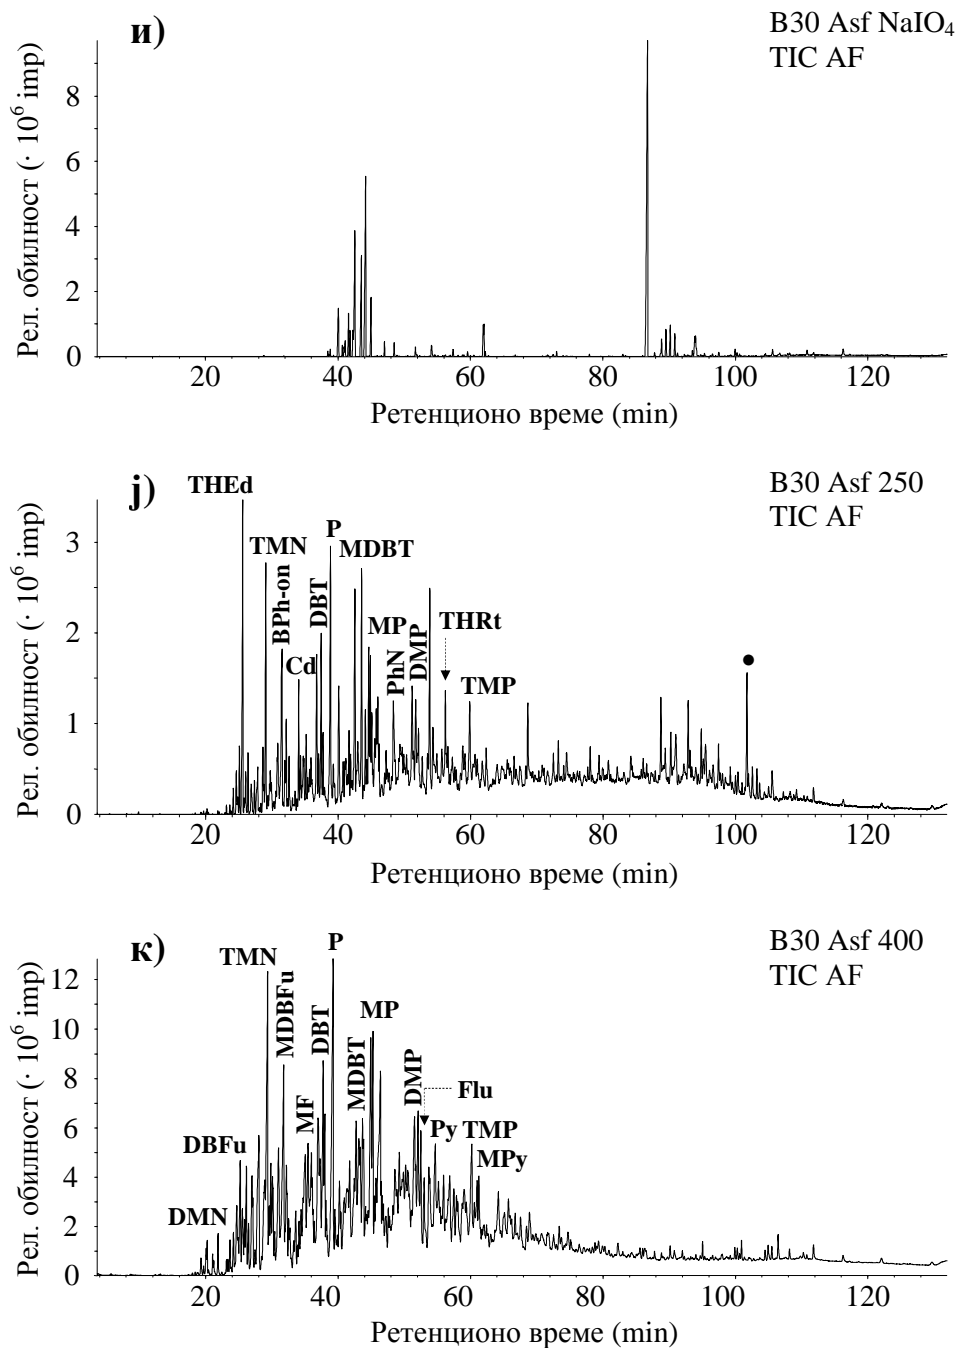 и)
B30 Asf NaIO4
TIC AF
Рел. обилност (· 10^6 imp)
8
6
4
2
0
20 40 60 80 100 120
Ретенционо време (min)
ј)
B30 Asf 250
TIC AF
Рел. обилност (· 10^6 imp)
3
2
1
0
THEd
TMN
BPh-on
Cd
DBT
P
MDBT
MP
PhN
DMP
THRt
TMP
20 40 60 80 100 120
Ретенционо време (min)
к)
B30 Asf 400
TIC AF
Рел. обилност (· 10^6 imp)
12
10
8
6
4
2
0
DMN
DBFu
TMN
MDBFu
MF
DBT
P
MDBT
MP
DMP
Flu
Py
TMP
MPy
20 40 60 80 100 120
Ретенционо време (min)